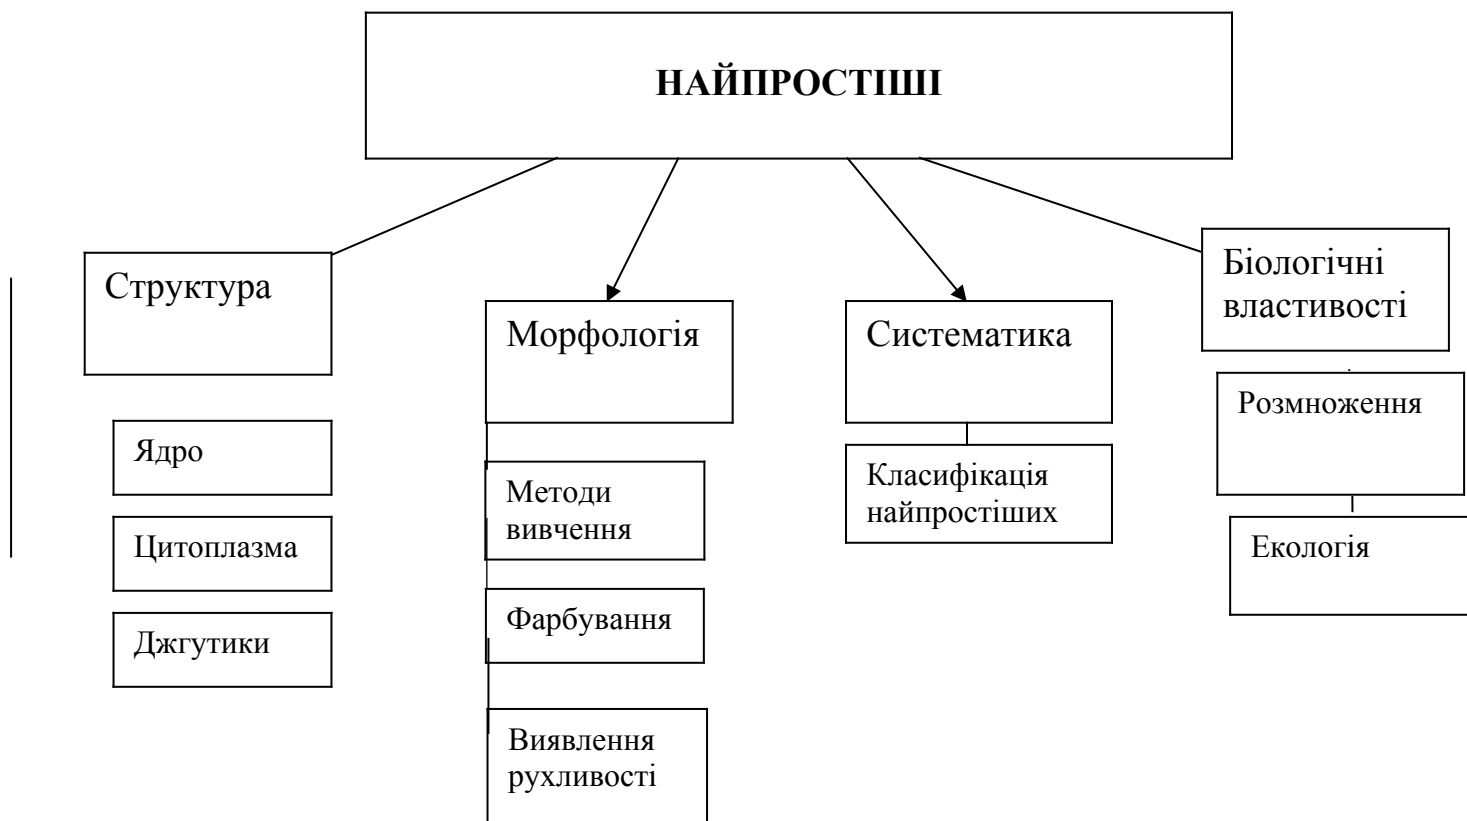 НАЙПРОСТІШІ
Структура
Ядро
Цитоплазма
Джгутики
Морфологія
Методи
вивчення
Фарбування
Виявлення
рухливості
Систематика
Класифікація
найпростіших
Біологічні
властивості
Розмноження
Екологія